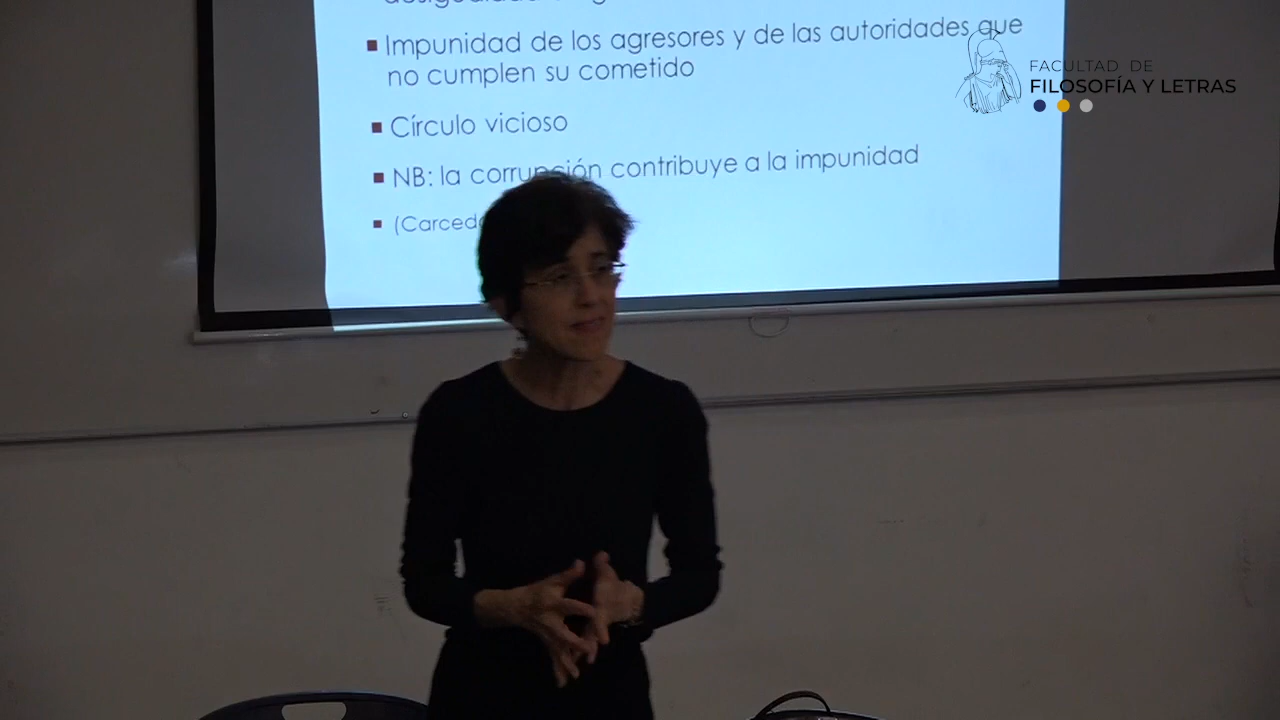 Impunidad de los agresores y de las autoridades que
no cumplen su cometido
Círculo vicioso
NB: la corrupción contribuye a la impunidad
FACULTAD DE
FILOSOFÍA Y LETRAS